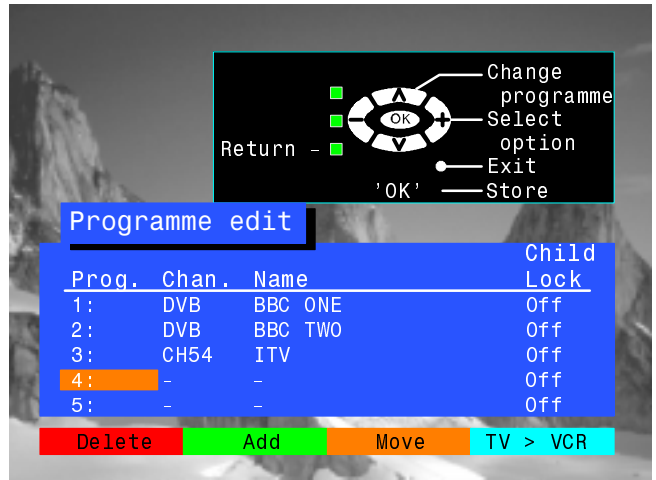 Change
programme
OK
Select
option
Return –
Exit
'OK'
Store
Programme edit
Child
Prog. Chan. Name Lock
1: DVB BBC ONE Off
2: DVB BBC TWO Off
3: CH54 ITV Off
4: – – Off
5: – – Off
Delete Add Move TV > VCR